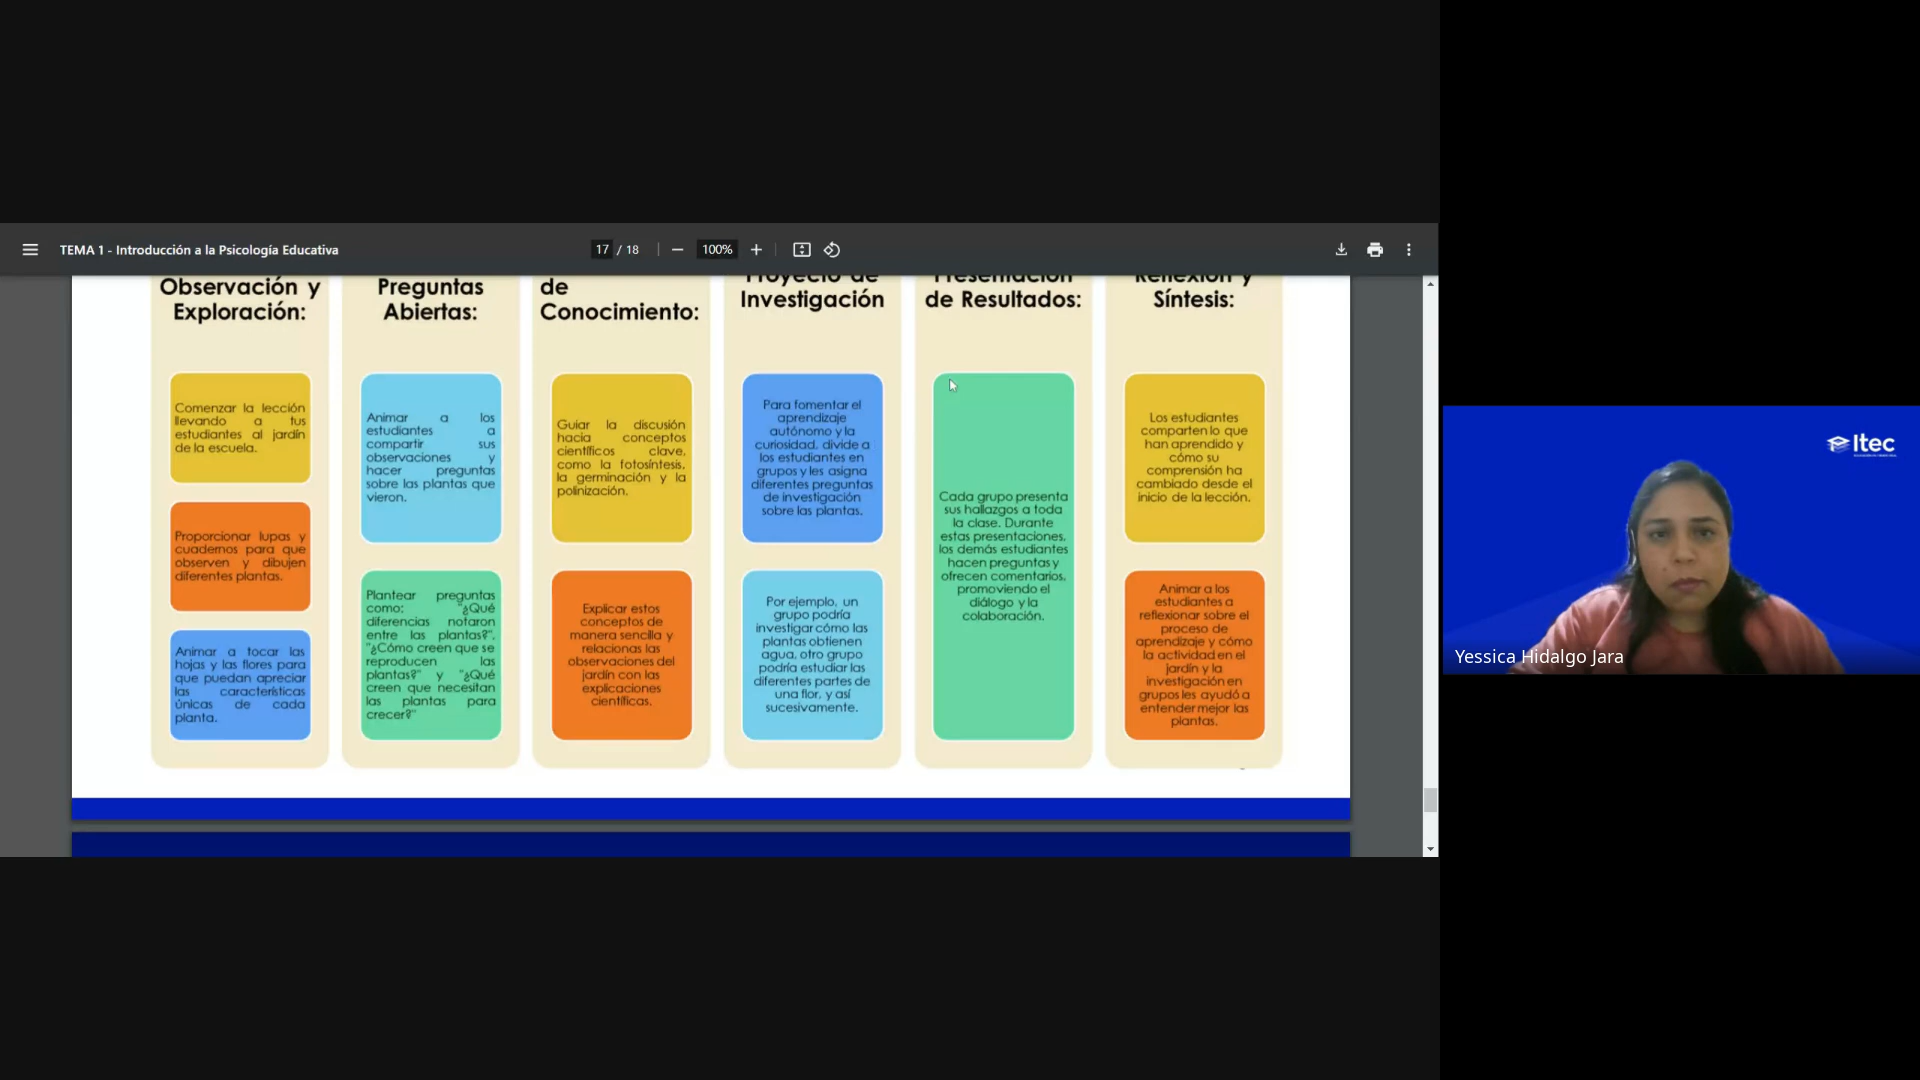 TEMA 1 - Introducción a la Psicología Educativa
17 / 18
100%
Observación y
Exploración:
Comenzar la lección
llevando a tus
estudiantes al jardín
de la escuela.
Proporcionar lupas y
cuadernos para que
observen y dibujen
diferentes plantas.
Animar a tocar las
hojas y las flores para
que puedan apreciar
las características
únicas de cada
planta.
Preguntas
Abiertas:
Animar a los
estudiantes a
compartir sus
observaciones y
hacer preguntas
sobre las plantas que
vieron.
Plantear preguntas
como: "¿Qué
diferencias notaron
entre las plantas?",
"¿Cómo creen que se
reproducen las
plantas?" y "¿Qué
creen que necesitan
las plantas para
crecer?"
de
Conocimiento:
Guiar la discusión
hacia conceptos
científicos clave,
como la fotosíntesis,
la germinación y la
polinización.
Explicar estos
conceptos de
manera sencilla y
relacionas las
observaciones del
jardín con las
explicaciones
científicas.
Proyecto de
Investigación
Para fomentar el
aprendizaje
autónomo y la
curiosidad, divide a
los estudiantes en
grupos y les asigna
diferentes preguntas
de investigación
sobre las plantas.
Por ejemplo, un
grupo podría
investigar cómo las
plantas obtienen
agua, otro grupo
podría estudiar las
diferentes partes de
una flor, y así
sucesivamente.
Presentación
de Resultados:
Cada grupo presenta
sus hallazgos a toda
la clase. Durante
estas presentaciones,
los demás estudiantes
hacen preguntas y
ofrecen comentarios,
promoviendo el
diálogo y la
colaboración.
Reflexión y
Síntesis:
Los estudiantes
comparten lo que
han aprendido y
cómo su
comprensión ha
cambiado desde el
inicio de la lección.
Animar a los
estudiantes a
reflexionar sobre el
proceso de
aprendizaje y cómo
la actividad en el
jardín y la
investigación en
grupos les ayudó a
entender mejor las
plantas.
Itec
Yessica Hidalgo Jara